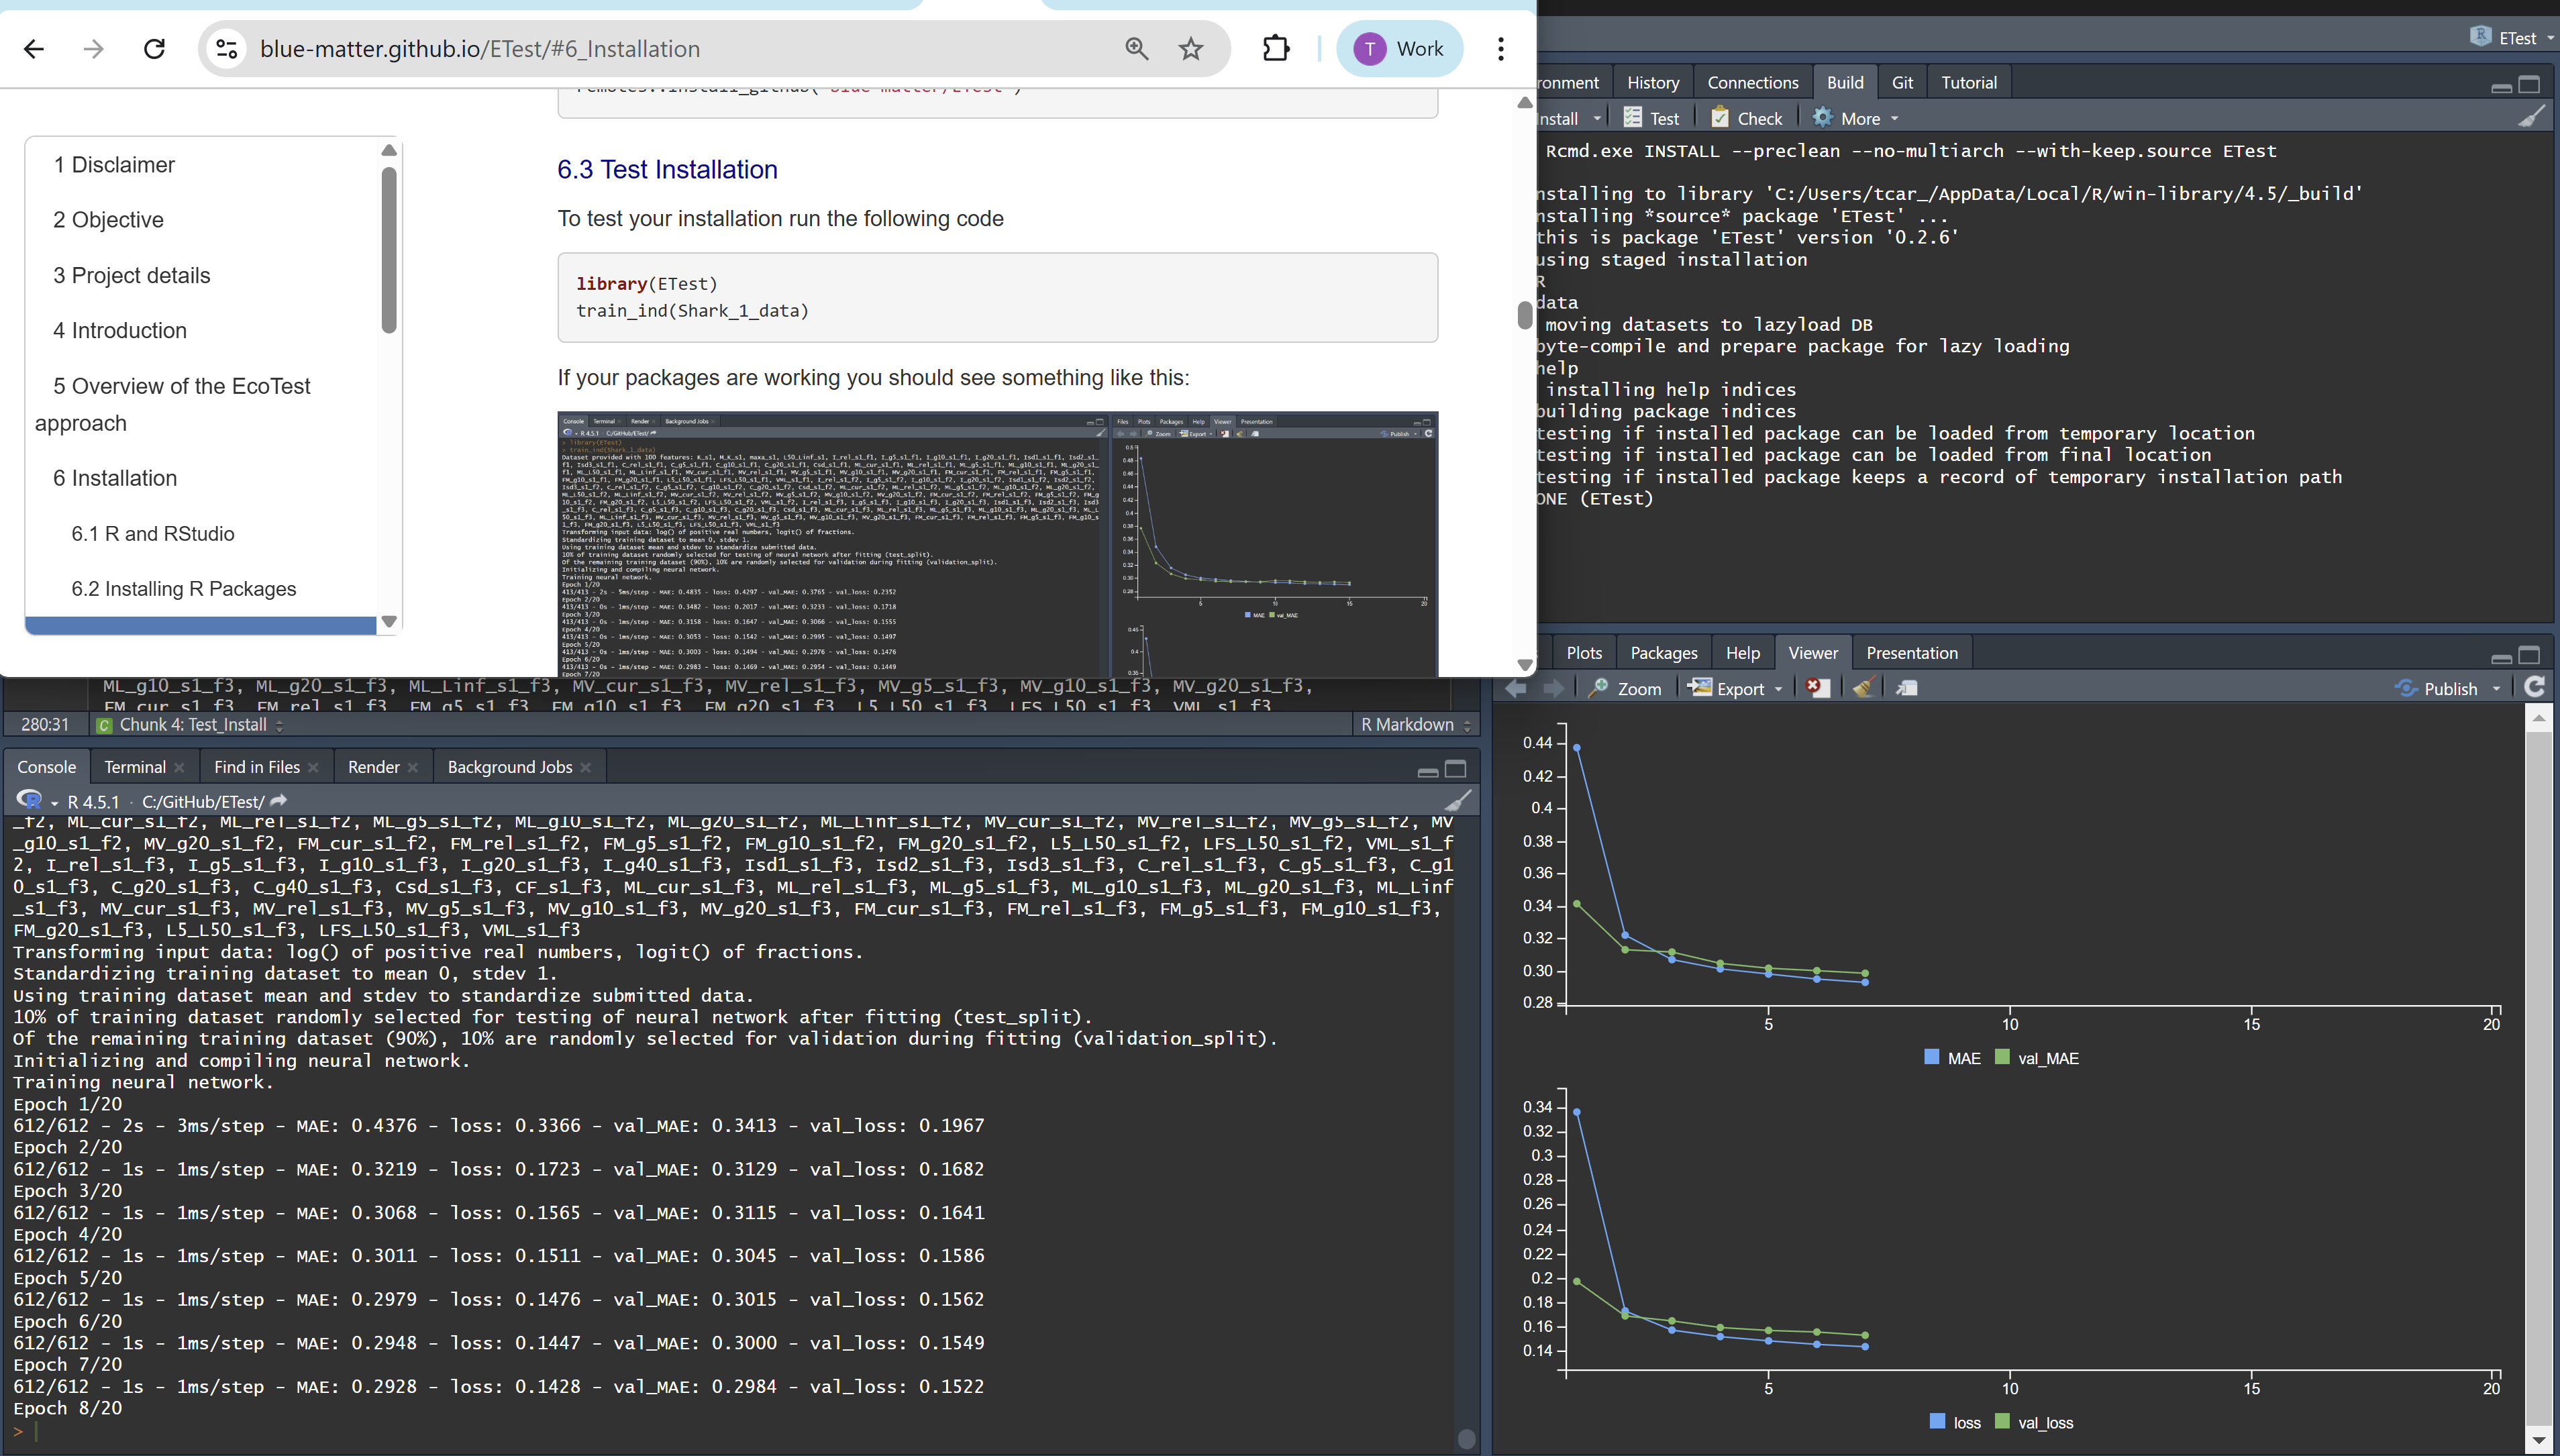 blue-matter.github.io/ETest/#6_Installation
Work
T
1 Disclaimer
2 Objective
3 Project details
4 Introduction
5 Overview of the EcoTest
approach
6 Installation
6.1 R and RStudio
6.2 Installing R Packages
6.3 Test Installation
To test your installation run the following code
library(ETest)
train_ind(Shark_1_data)
If your packages are working you should see something like this:
ETest
History Connections Build Git Tutorial
Test Check More
Rcmd.exe INSTALL --preclean --no-multiarch --with-keep.source ETest
nstalling to library 'C:/Users/tcar_/AppData/Local/R/win-library/4.5/_build'
nstalling *source* package 'ETest' ...
this is package 'ETest' version '0.2.6'
using staged installation
R
data
moving datasets to lazyload DB
byte-compile and prepare package for lazy loading
help
installing help indices
building package indices
testing if installed package can be loaded from temporary location
testing if installed package can be loaded from final location
testing if installed package keeps a record of temporary installation path
ONE (ETest)
ML_g10_s1_f3, ML_g20_s1_f3, ML_Linf_s1_f3, MV_cur_s1_f3, MV_rel_s1_f3, MV_g5_s1_f3, MV_g10_s1_f3, MV_g20_s1_f3,
FM_cur_s1_f3, FM_rel_s1_f3, FM_g5_s1_f3, FM_g10_s1_f3, FM_g20_s1_f3, L5_L50_s1_f3, LFS_L50_s1_f3, VML_s1_f3
280:31 C Chunk 4: Test_Install R Markdown
Console Terminal Find in Files Render Background Jobs
R 4.5.1 · C:/GitHub/ETest/
_f2, ML_cur_s1_f2, ML_rel_s1_f2, ML_g5_s1_f2, ML_g10_s1_f2, ML_g20_s1_f2, ML_Linf_s1_f2, MV_cur_s1_f2, MV_rel_s1_f2, MV_g5_s1_f2, MV
_g10_s1_f2, MV_g20_s1_f2, FM_cur_s1_f2, FM_rel_s1_f2, FM_g5_s1_f2, FM_g10_s1_f2, FM_g20_s1_f2, L5_L50_s1_f2, LFS_L50_s1_f2, VML_s1_f
2, I_rel_s1_f3, I_g5_s1_f3, I_g10_s1_f3, I_g20_s1_f3, I_g40_s1_f3, Isd1_s1_f3, Isd2_s1_f3, Isd3_s1_f3, C_rel_s1_f3, C_g5_s1_f3, C_g1
0_s1_f3, C_g20_s1_f3, C_g40_s1_f3, Csd_s1_f3, CF_s1_f3, ML_cur_s1_f3, ML_rel_s1_f3, ML_g5_s1_f3, ML_g10_s1_f3, ML_g20_s1_f3, ML_Linf
_s1_f3, MV_cur_s1_f3, MV_rel_s1_f3, MV_g5_s1_f3, MV_g10_s1_f3, MV_g20_s1_f3, FM_cur_s1_f3, FM_rel_s1_f3, FM_g5_s1_f3, FM_g10_s1_f3,
FM_g20_s1_f3, L5_L50_s1_f3, LFS_L50_s1_f3, VML_s1_f3
Transforming input data: log() of positive real numbers, logit() of fractions.
Standardizing training dataset to mean 0, stdev 1.
Using training dataset mean and stdev to standardize submitted data.
10% of training dataset randomly selected for testing of neural network after fitting (test_split).
Of the remaining training dataset (90%), 10% are randomly selected for validation during fitting (validation_split).
Initializing and compiling neural network.
Training neural network.
Epoch 1/20
612/612 - 2s - 3ms/step - MAE: 0.4376 - loss: 0.3366 - val_MAE: 0.3413 - val_loss: 0.1967
Epoch 2/20
612/612 - 1s - 1ms/step - MAE: 0.3219 - loss: 0.1723 - val_MAE: 0.3129 - val_loss: 0.1682
Epoch 3/20
612/612 - 1s - 1ms/step - MAE: 0.3068 - loss: 0.1565 - val_MAE: 0.3115 - val_loss: 0.1641
Epoch 4/20
612/612 - 1s - 1ms/step - MAE: 0.3011 - loss: 0.1511 - val_MAE: 0.3045 - val_loss: 0.1586
Epoch 5/20
612/612 - 1s - 1ms/step - MAE: 0.2979 - loss: 0.1476 - val_MAE: 0.3015 - val_loss: 0.1562
Epoch 6/20
612/612 - 1s - 1ms/step - MAE: 0.2948 - loss: 0.1447 - val_MAE: 0.3000 - val_loss: 0.1549
Epoch 7/20
612/612 - 1s - 1ms/step - MAE: 0.2928 - loss: 0.1428 - val_MAE: 0.2984 - val_loss: 0.1522
Epoch 8/20
>
Plots Packages Help Viewer Presentation
Zoom Export Publish
0.44
0.42
0.4
0.38
0.36
0.34
0.32
0.30
0.28
5 10 15 20
MAE val_MAE
0.34
0.32
0.3
0.28
0.26
0.24
0.22
0.2
0.18
0.16
0.14
5 10 15 20
loss val_loss